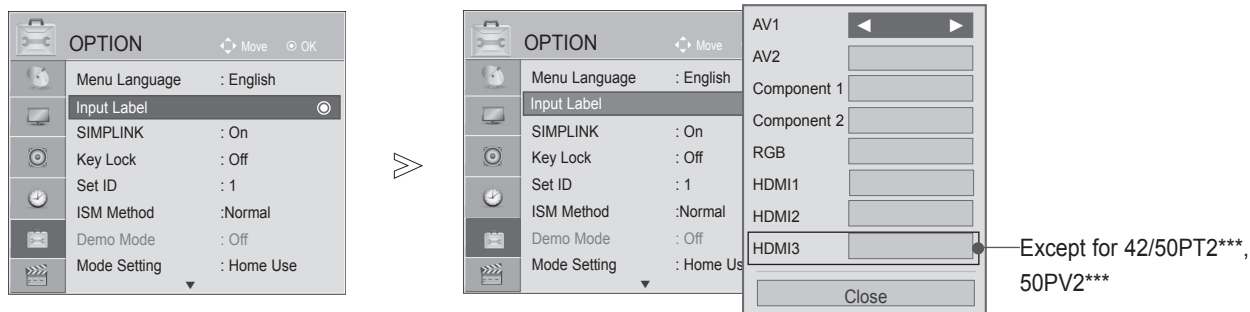 OPTION
Move OK
Menu Language : English
Input Label
SIMPLINK : On
Key Lock : Off
Set ID : 1
ISM Method :Normal
Demo Mode : Off
Mode Setting : Home Use
OPTION
Move
Menu Language : English
Input Label
SIMPLINK : On
Key Lock : Off
Set ID : 1
ISM Method :Normal
Demo Mode : Off
Mode Setting : Home Us
AV1
AV2
Component 1
Component 2
RGB
HDMI1
HDMI2
HDMI3
Close
Except for 42/50PT2***,
50PV2***